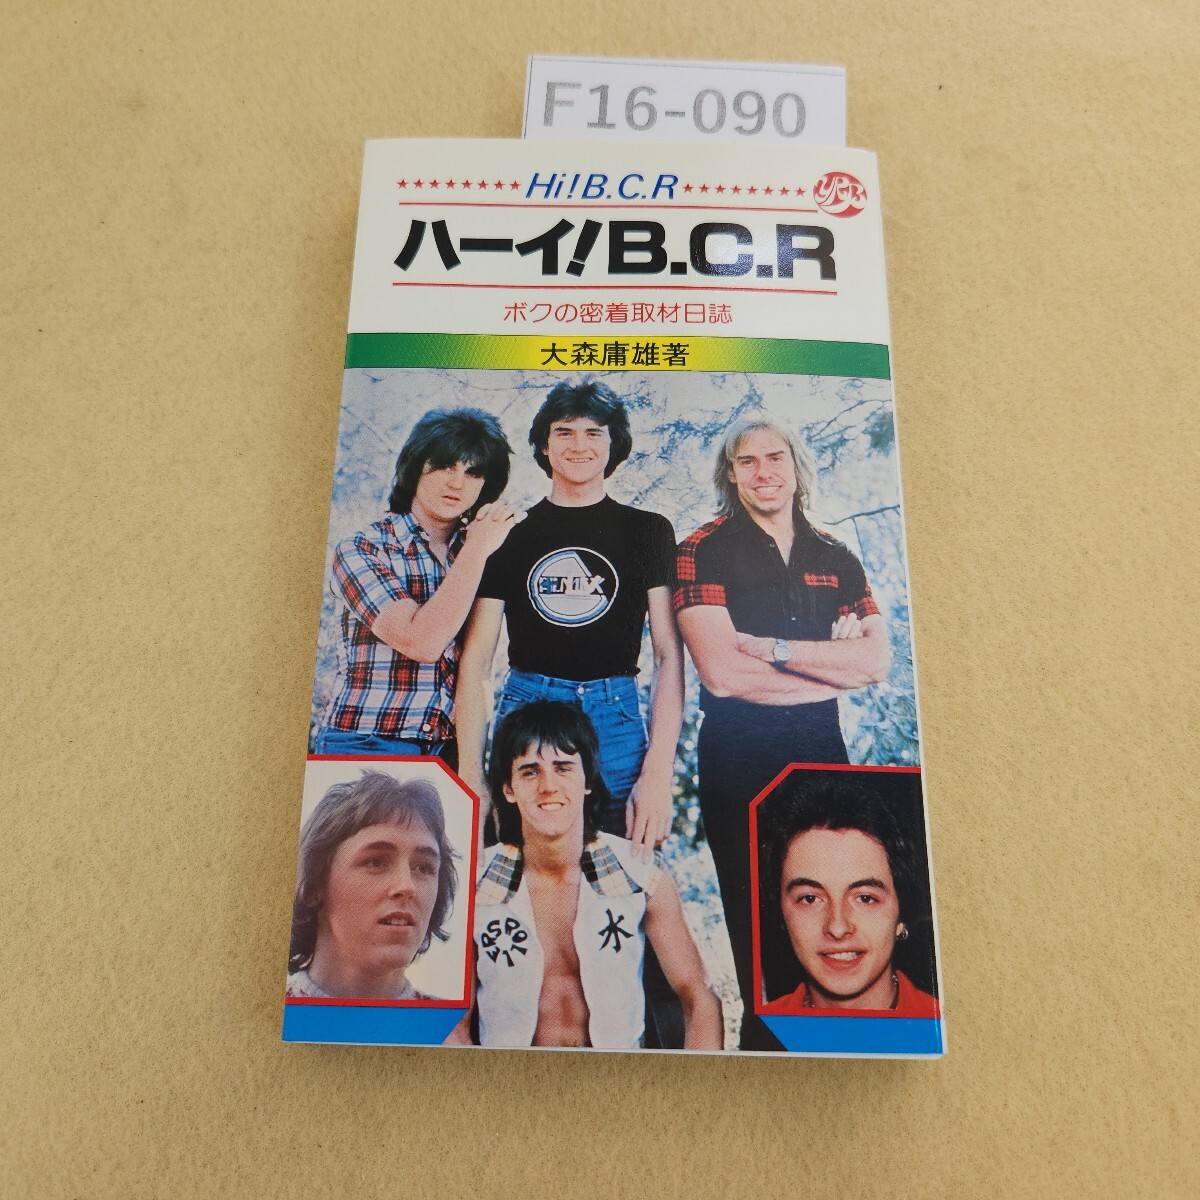 F16-090
Hi!B.C.R
YRB
ハーイ!B.C.R
ボクの密着取材日誌
大森庸雄著
水